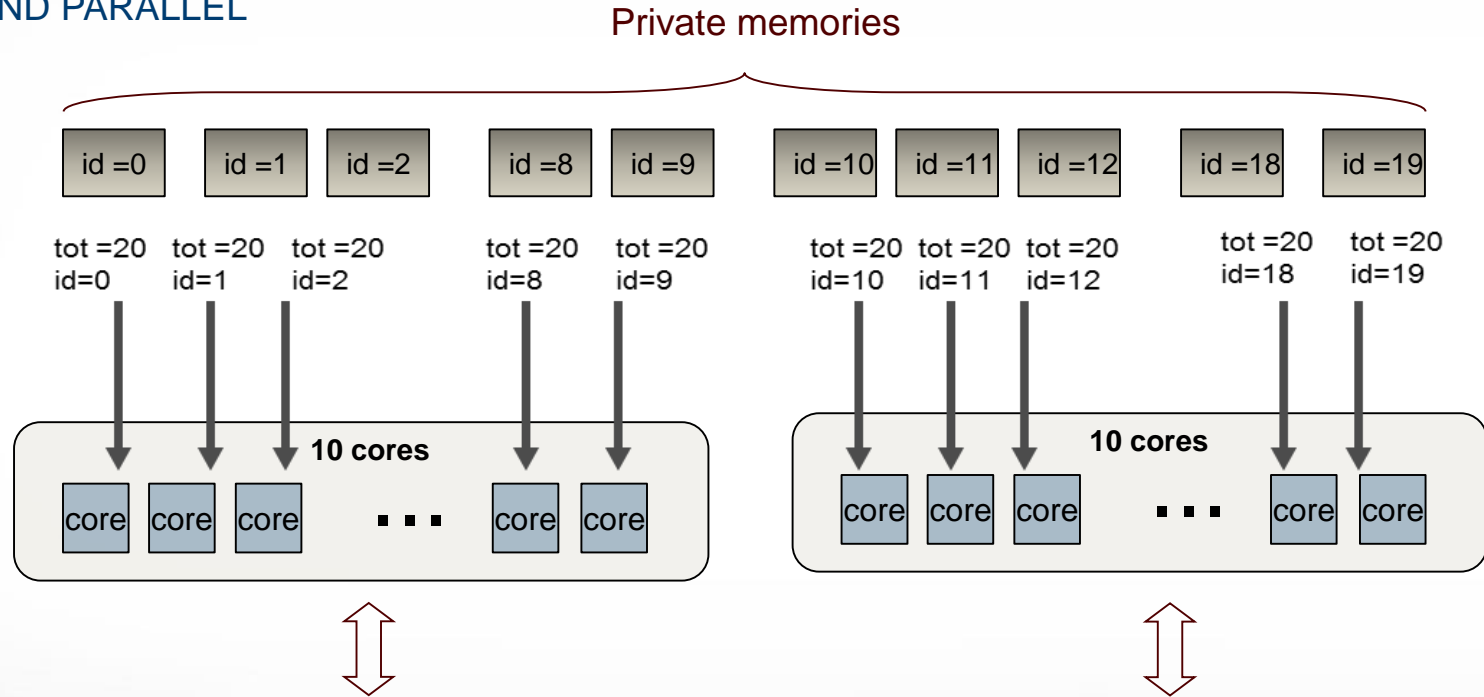 ND PARALLEL
Private memories
id =0 id =1 id =2 id =8 id =9 id =10 id =11 id =12 id =18 id =19
tot =20 tot =20 tot =20 tot =20 tot =20 tot =20 tot =20 tot =20 tot =20 tot =20
id=0 id=1 id=2 id=8 id=9 id=10 id=11 id=12 id=18 id=19
10 cores 10 cores
core core core ... core core core core core ... core core